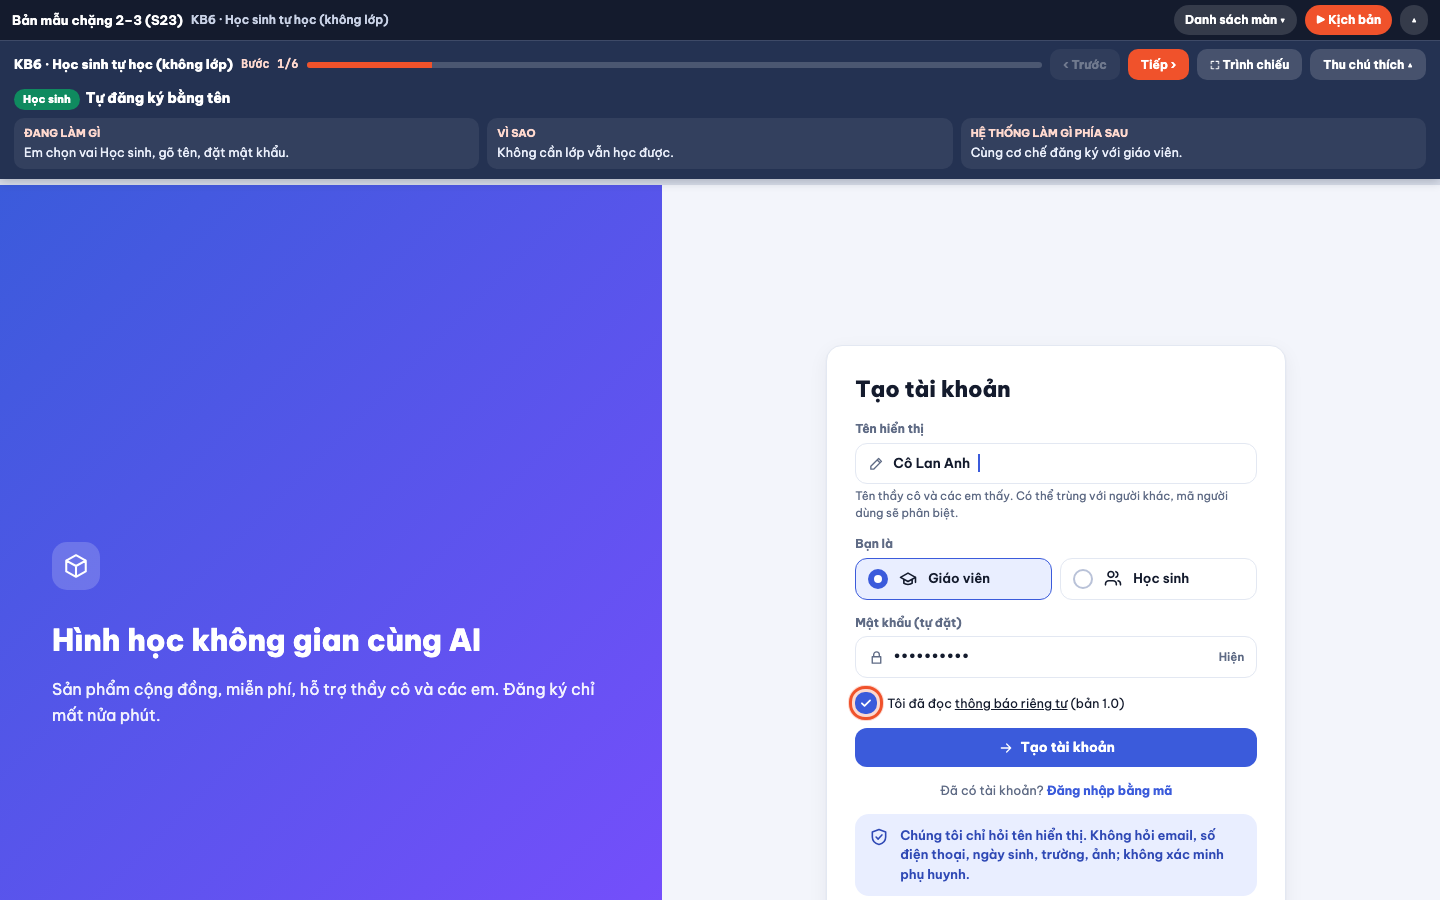 Bản mẫu chặng 2–3 (S23) KB6 · Học sinh tự học (không lớp) Danh sách màn ▾ ▶ Kịch bản ▴
KB6 · Học sinh tự học (không lớp) Bước 1/6 ‹ Trước Tiếp › ⛶ Trình chiếu Thu chú thích ▴
Học sinh Tự đăng ký bằng tên
ĐANG LÀM GÌ
Em chọn vai Học sinh, gõ tên, đặt mật khẩu.
VÌ SAO
Không cần lớp vẫn học được.
HỆ THỐNG LÀM GÌ PHÍA SAU
Cùng cơ chế đăng ký với giáo viên.
Hình học không gian cùng AI
Sản phẩm cộng đồng, miễn phí, hỗ trợ thầy cô và các em. Đăng ký chỉ
mất nửa phút.
Tạo tài khoản
Tên hiển thị
Cô Lan Anh
Tên thầy cô và các em thấy. Có thể trùng với người khác, mã người
dùng sẽ phân biệt.
Bạn là
Giáo viên Học sinh
Mật khẩu (tự đặt)
•••••••••• Hiện
Tôi đã đọc thông báo riêng tư (bản 1.0)
→ Tạo tài khoản
Đã có tài khoản? Đăng nhập bằng mã
Chúng tôi chỉ hỏi tên hiển thị. Không hỏi email, số
điện thoại, ngày sinh, trường, ảnh; không xác minh
phụ huynh.